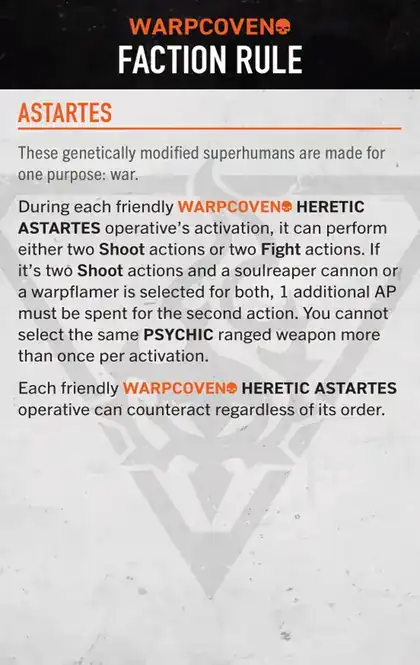 WARPCOVEN
FACTION RULE
ASTARTES
These genetically modified superhumans are made for
one purpose: war.
During each friendly WARPCOVEN HERETIC
ASTARTES operative's activation, it can perform
either two Shoot actions or two Fight actions. If
it's two Shoot actions and a soulreaper cannon or
a warpflamer is selected for both, 1 additional AP
must be spent for the second action. You cannot
select the same PSYCHIC ranged weapon more
than once per activation.
Each friendly WARPCOVEN HERETIC ASTARTES
operative can counteract regardless of its order.